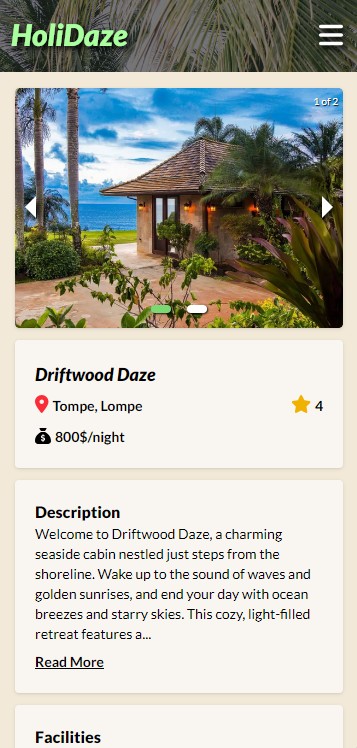 HoliDaze
1 of 2
Driftwood Daze
Tompe, Lompe
4
800$/night
Description
Welcome to Driftwood Daze, a charming
seaside cabin nestled just steps from the
shoreline. Wake up to the sound of waves and
golden sunrises, and end your day with ocean
breezes and starry skies. This cozy, light-filled
retreat features a...
Read More
Facilities